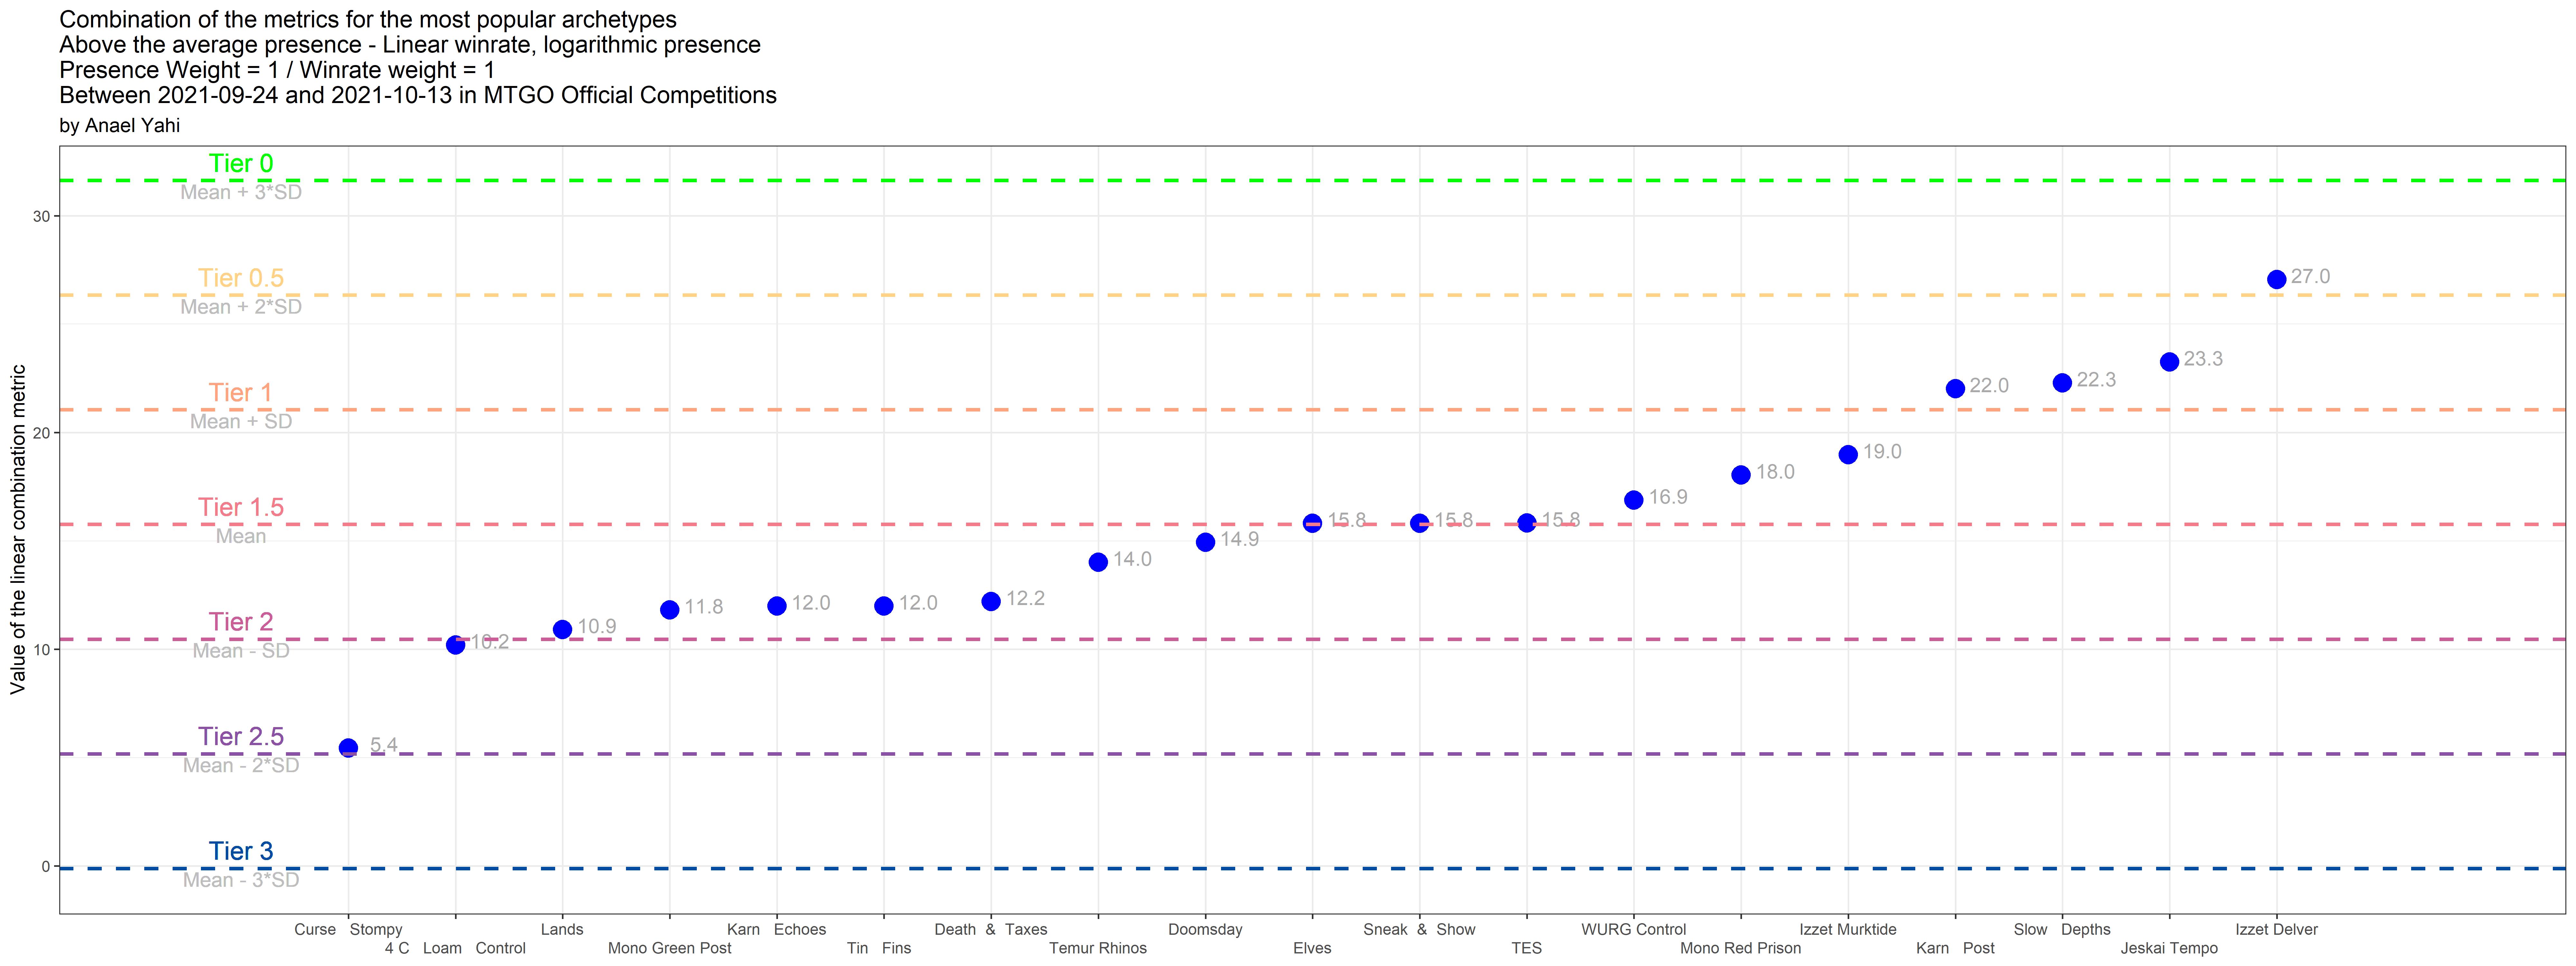 Combination of the metrics for the most popular archetypes
Above the average presence - Linear winrate, logarithmic presence
Presence Weight = 1 / Winrate weight = 1
Between 2021-09-24 and 2021-10-13 in MTGO Official Competitions
by Anael Yahi
Value of the linear combination metric
30
20
10
0
Tier 0
Mean + 3*SD
Tier 0.5
Mean + 2*SD
Tier 1
Mean + SD
Tier 1.5
Mean
Tier 2
Mean - SD
Tier 2.5
Mean - 2*SD
Tier 3
Mean - 3*SD
5.4
10.2
10.9
11.8
12.0
12.0
12.2
14.0
14.9
15.8
15.8
15.8
16.9
18.0
19.0
22.0
22.3
23.3
27.0
Curse Stompy
4 C Loam Control
Lands
Mono Green Post
Karn Echoes
Tin Fins
Death & Taxes
Temur Rhinos
Doomsday
Elves
Sneak & Show
TES
WURG Control
Mono Red Prison
Izzet Murktide
Karn Post
Slow Depths
Jeskai Tempo
Izzet Delver